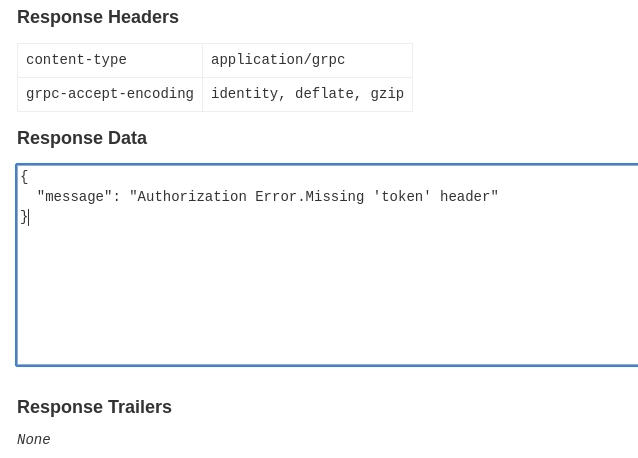 Response Headers
content-type application/grpc
grpc-accept-encoding identity, deflate, gzip
Response Data
{
  "message": "Authorization Error.Missing 'token' header"
}
Response Trailers
None